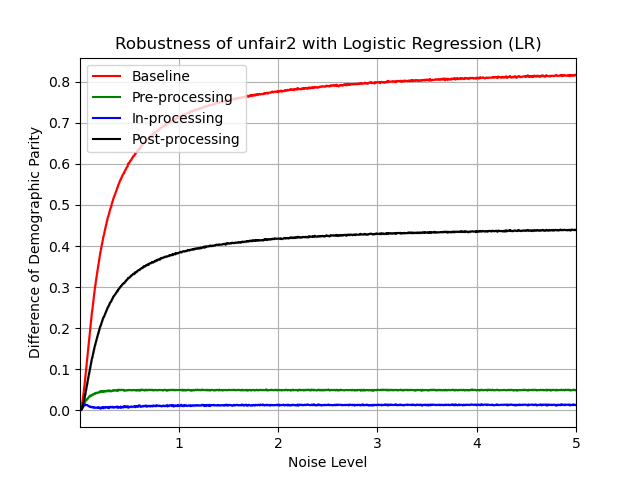 Robustness of unfair2 with Logistic Regression (LR)
Baseline
Pre-processing
In-processing
Post-processing
Difference of Demographic Parity
0.8
0.7
0.6
0.5
0.4
0.3
0.2
0.1
0.0
1 2 3 4 5
Noise Level